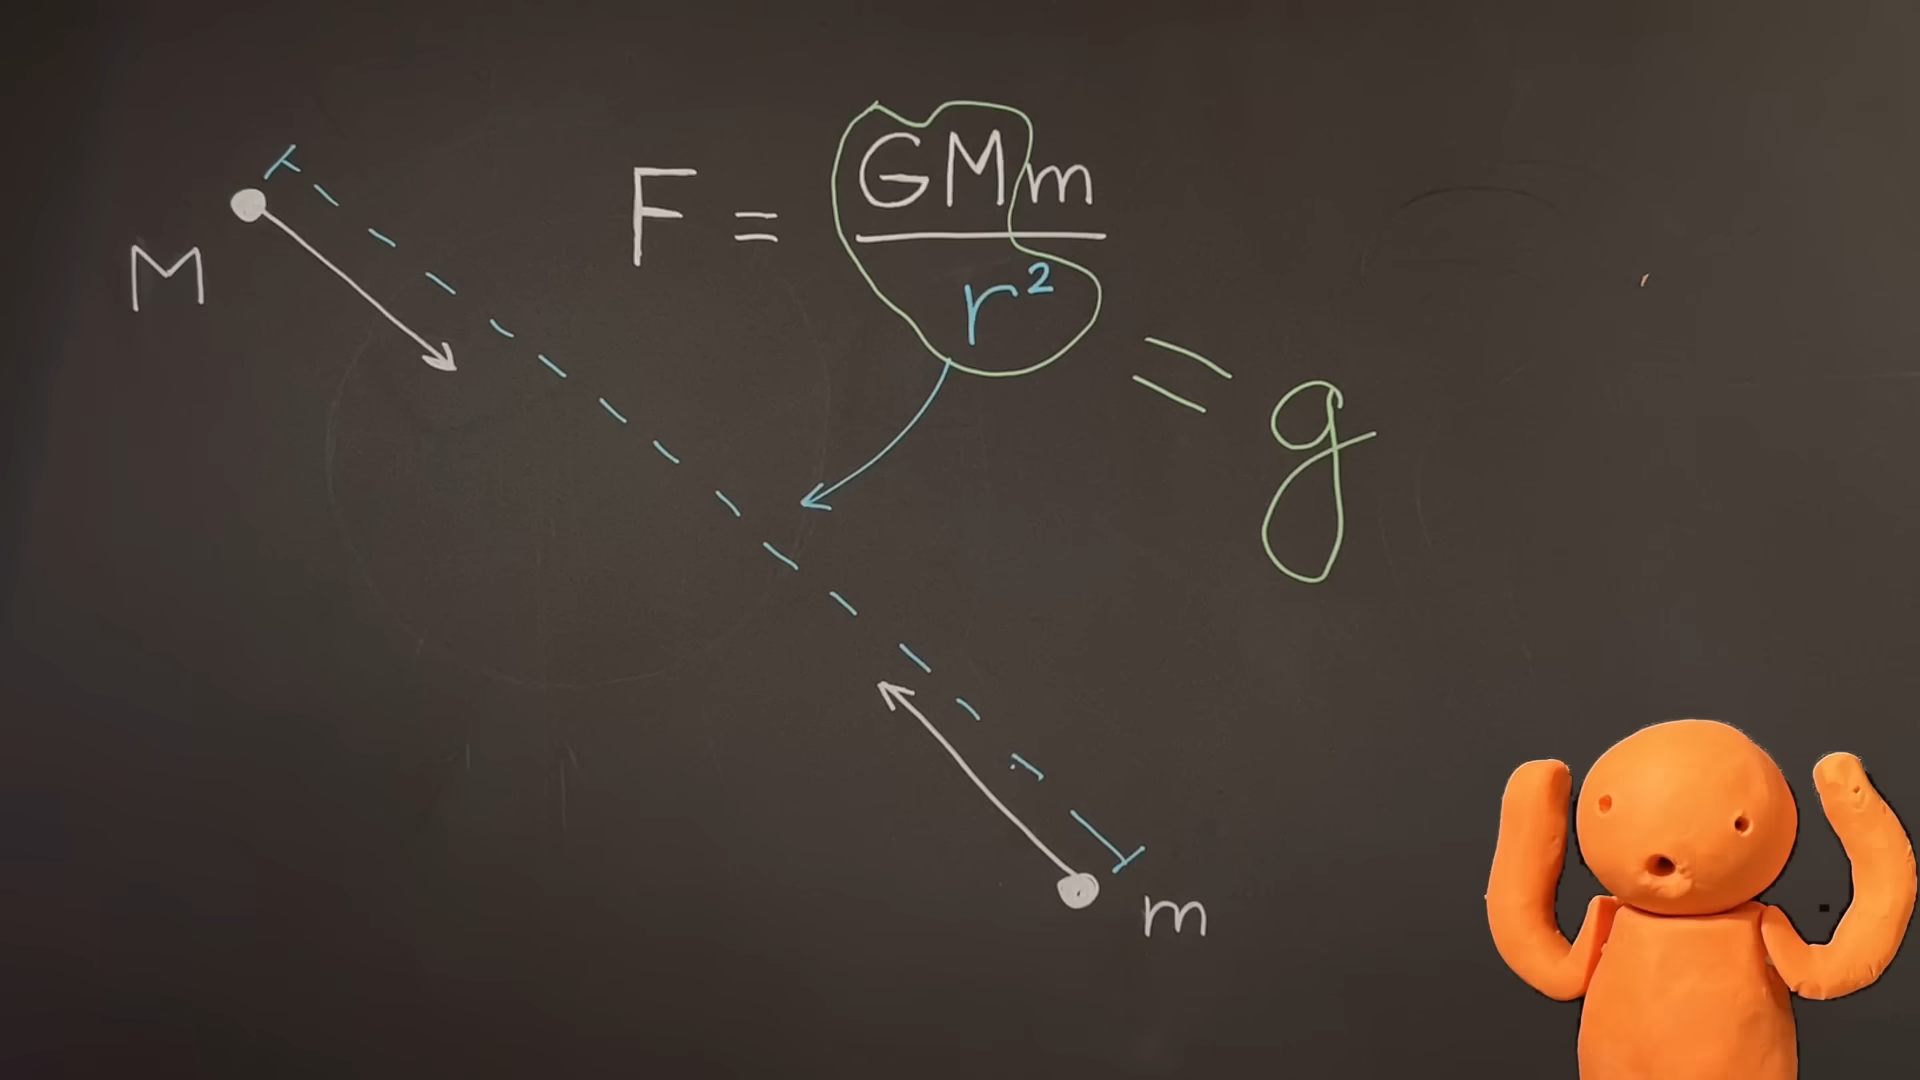 M
F = GMm
r²
= g
m